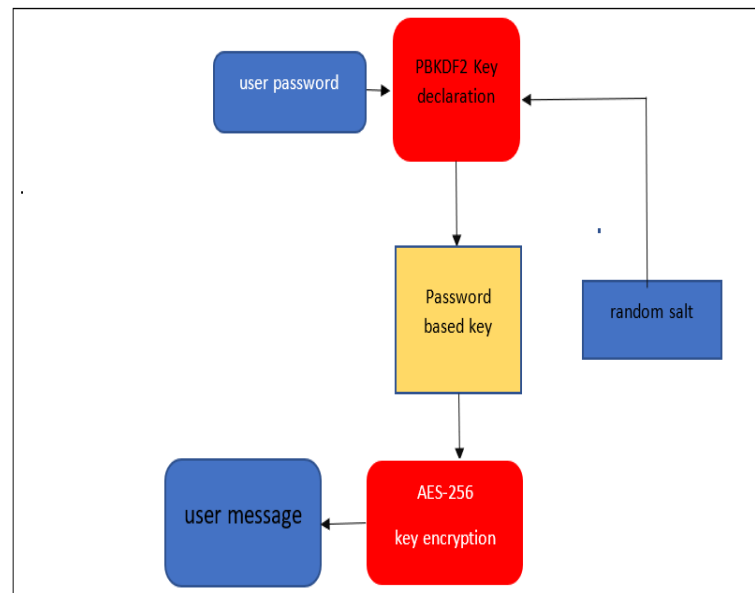 user password
PBKDF2 Key
declaration
Password
based key
random salt
user message
AES-256
key encryption